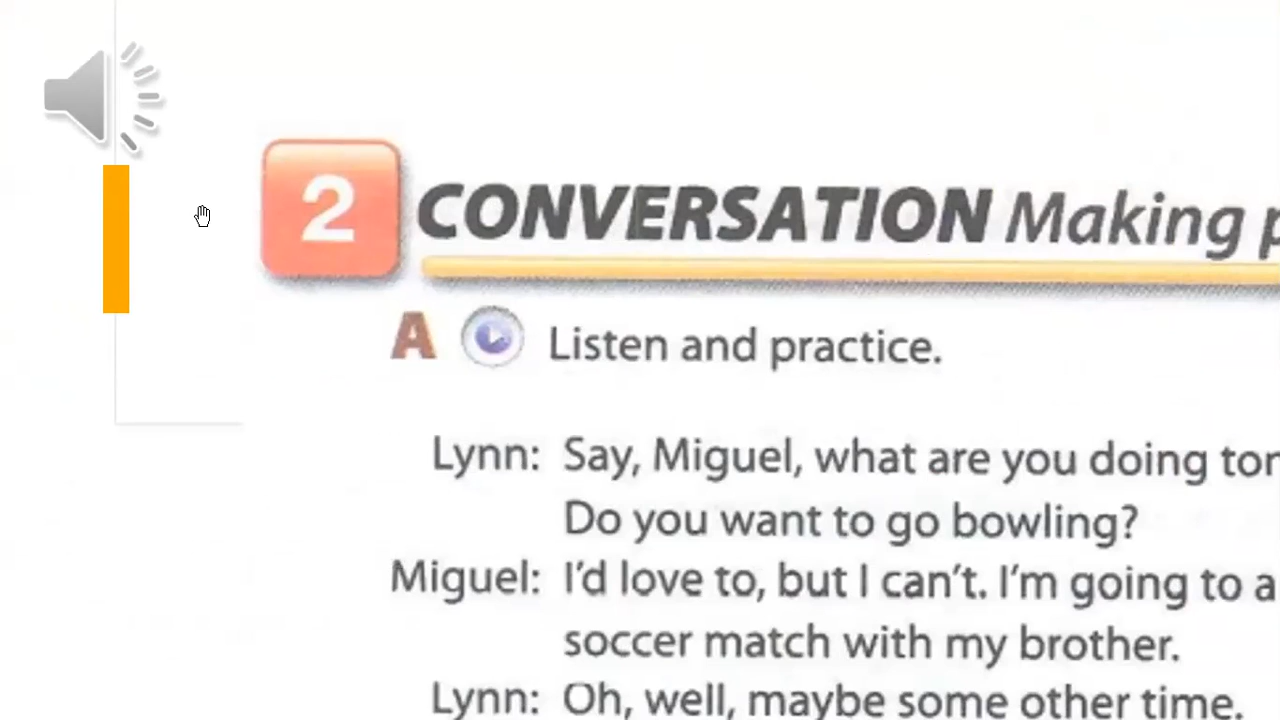 2 CONVERSATION Making
A Listen and practice.
Lynn: Say, Miguel, what are you doing
Do you want to go bowling?
Miguel: I'd love to, but I can't. I'm going to a
soccer match with my brother.
Lynn: Oh, well, maybe some other time.